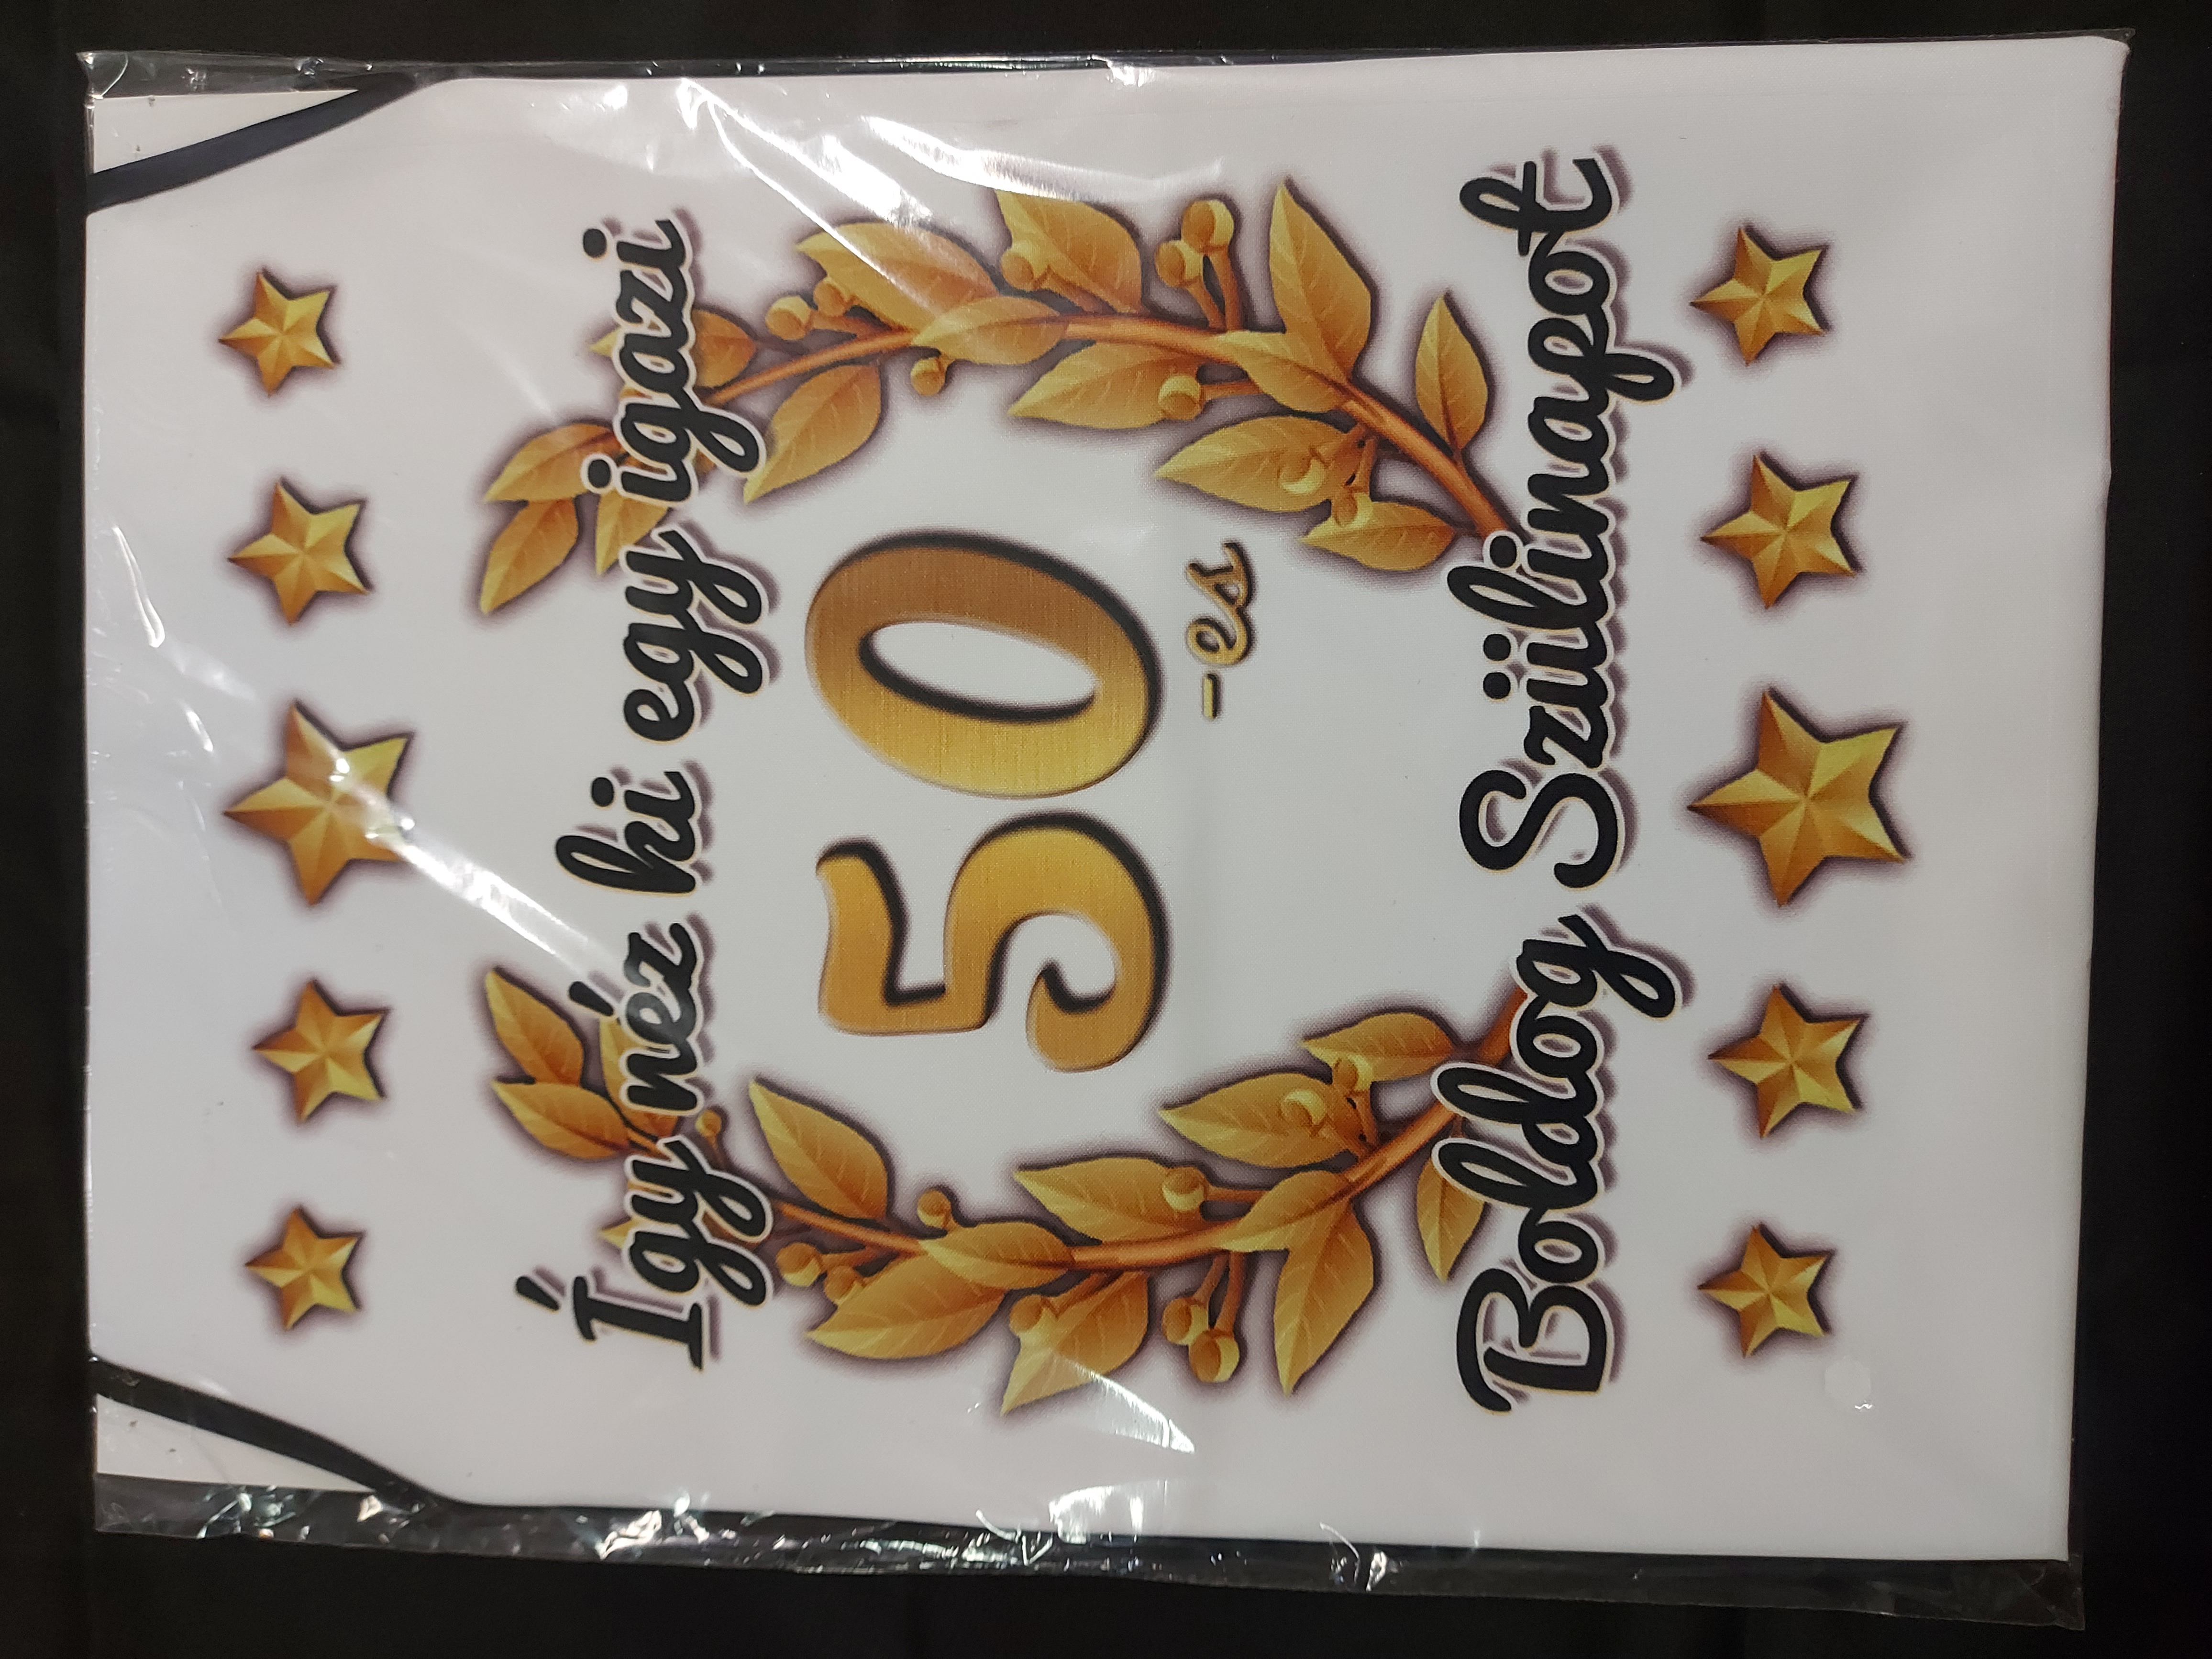 Így néz ki egy igazi
50
-es
Boldog Szülinapot